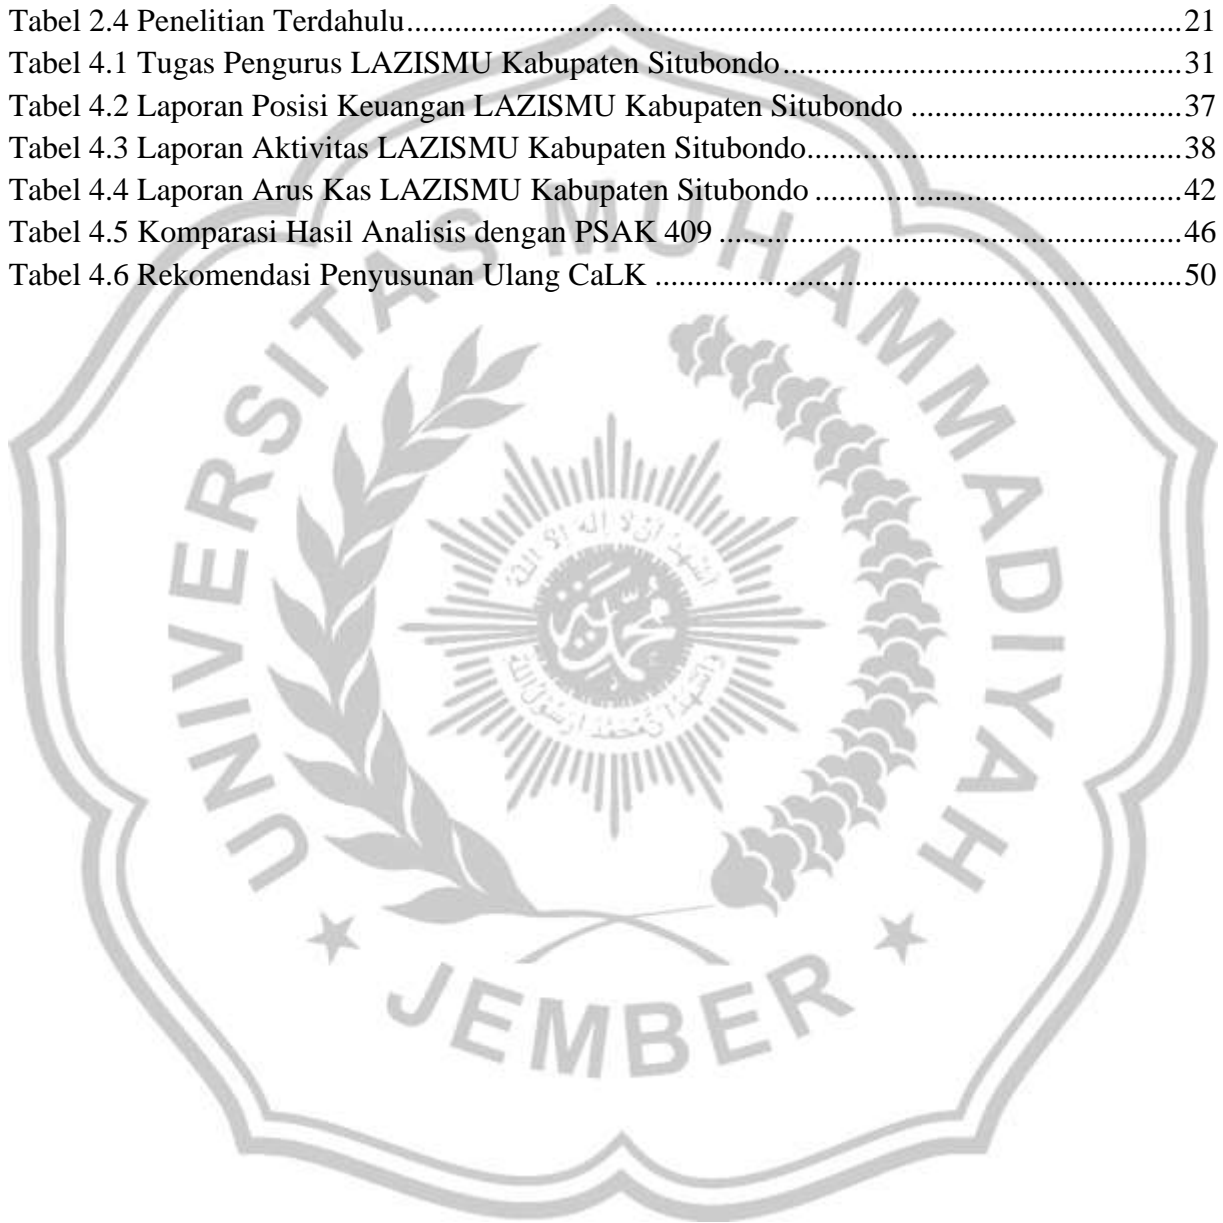 Tabel 2.4 Penelitian Terdahulu....................................................................................................21
Tabel 4.1 Tugas Pengurus LAZISMU Kabupaten Situbondo....................................................31
Tabel 4.2 Laporan Posisi Keuangan LAZISMU Kabupaten Situbondo ...................................37
Tabel 4.3 Laporan Aktivitas LAZISMU Kabupaten Situbondo.................................................38
Tabel 4.4 Laporan Arus Kas LAZISMU Kabupaten Situbondo ...............................................42
Tabel 4.5 Komparasi Hasil Analisis dengan PSAK 409 ...........................................................46
Tabel 4.6 Rekomendasi Penyusunan Ulang CaLK ...................................................................50
UNIVERSITAS MUHAMMADIYAH
JEMBER